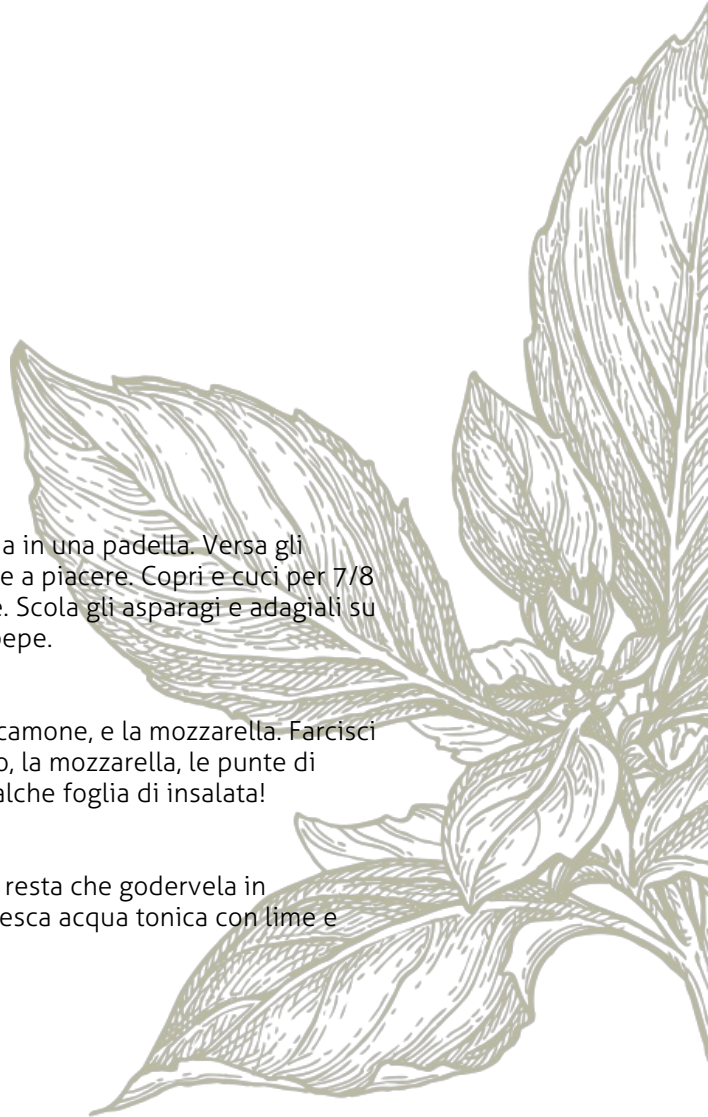 a in una padella. Versa gli
e a piacere. Copri e cuci per 7/8
e. Scola gli asparagi e adagiali su
pepe.
camone, e la mozzarella. Farcisci
o, la mozzarella, le punte di
alche foglia di insalata!
resta che godervela in
esca acqua tonica con lime e